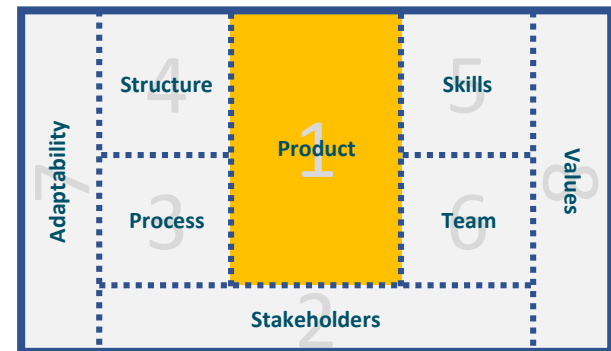 7
Adaptability
4
Structure
3
Process
1
Product
5
Skills
6
Team
2
Stakeholders
8
Values